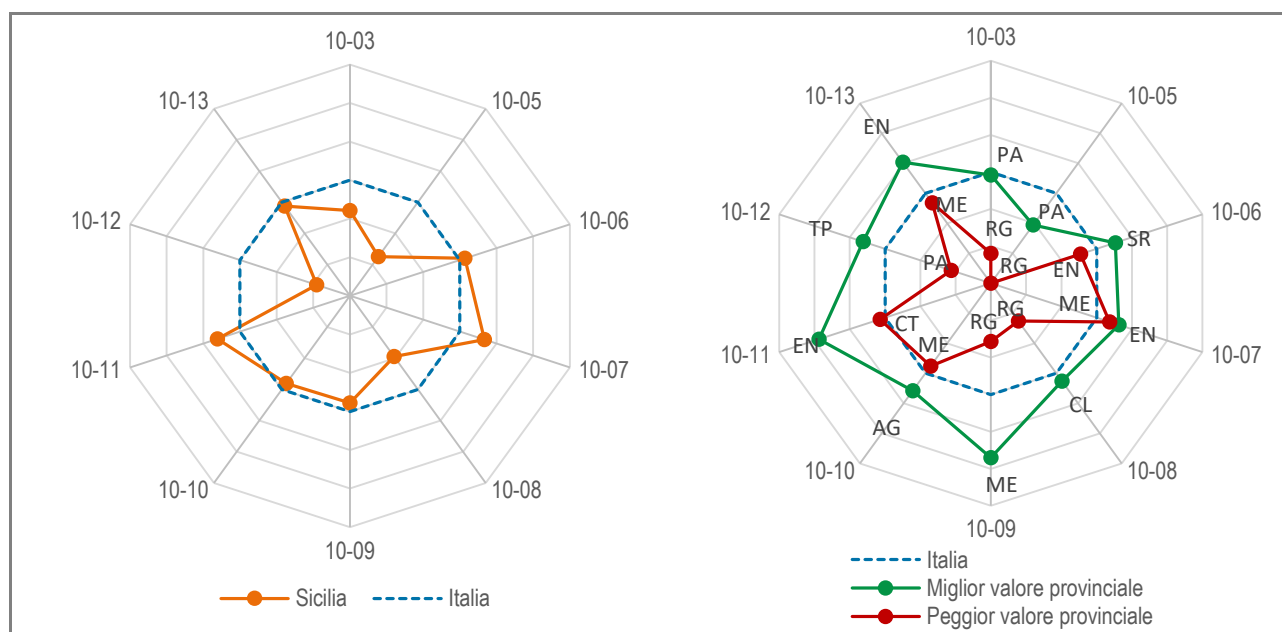 10-03
10-13
10-05
10-12
10-06
10-11
10-07
10-10
10-08
10-09
Sicilia
Italia
10-03
10-13
10-05
EN
PA
ME
PA
10-12
10-06
RG
TP
SR
PA
RG
EN
ME
RG
CT
RG
EN
EN
ME
10-11
10-07
CL
AG
10-10
10-08
ME
10-09
Italia
Miglior valore provinciale
Peggior valore provinciale